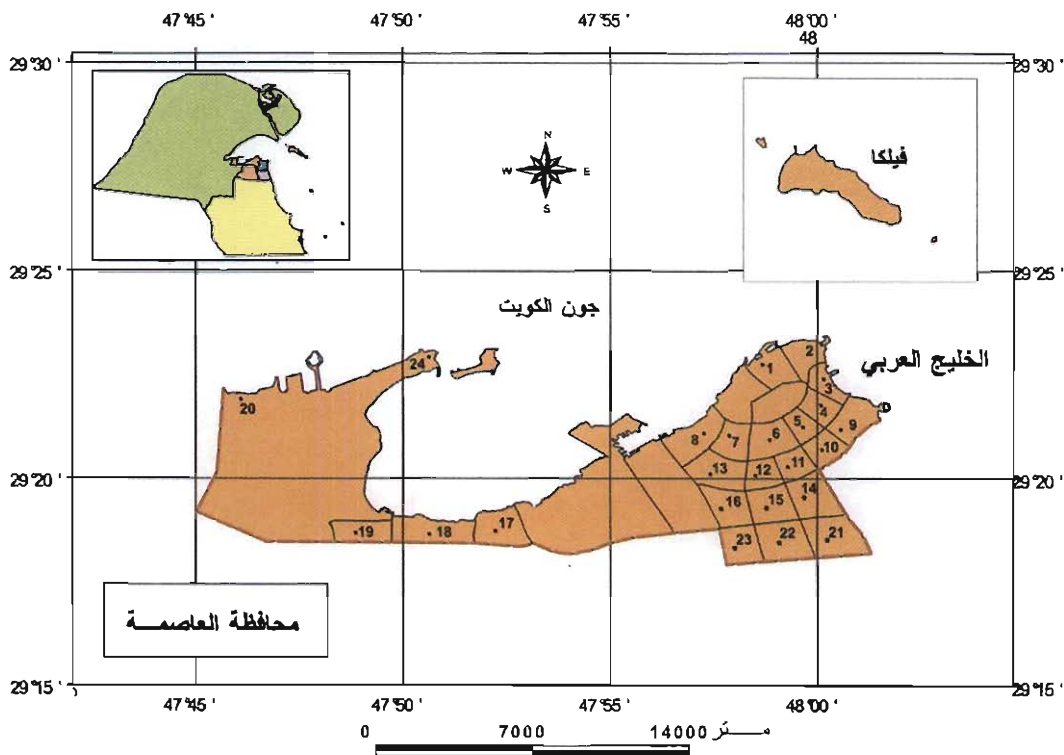 47°45' 47°50' 47°55' 48°00'
48
29°30' 29°30'
N
W E
S
فيلكا
29°25' 29°25'
جون الكويت
الخليج العربي
24 1 2
3
20 4
5 9
8 7 6 10
13 12 11
29°20' 29°20'
16 15 14
19 18 17
23 22 21
محافظة العاصمـــة
29°15' 29°15'
47°45' 47°50' 47°55' 48°00'
0 7000 14000 متر